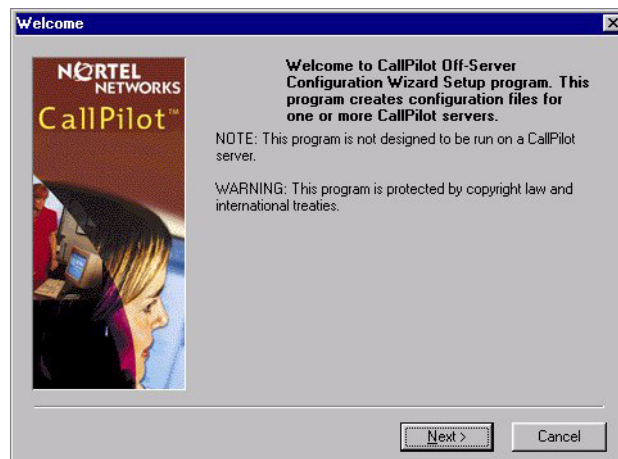 Welcome
NORTEL
NETWORKS
CallPilot™
Welcome to CallPilot Off-Server
Configuration Wizard Setup program. This
program creates configuration files for
one or more CallPilot servers.
NOTE: This program is not designed to be run on a CallPilot
server.
WARNING: This program is protected by copyright law and
international treaties.
Next >
Cancel